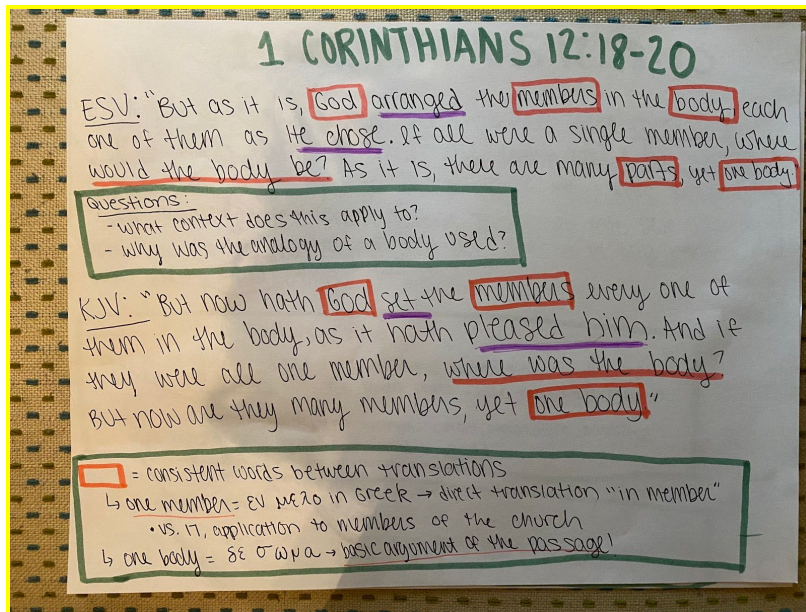 1 CORINTHIANS 12:18-20
ESV: "But as it is, God arranged the members in the body, each
one of them as He chose. If all were a single member, where
would the body be? As it is, there are many parts, yet one body.
Questions:
- what context does this apply to?
- why was the analogy of a body used?
KJV: "But now hath God set the members every one of
them in the body, as it hath pleased him. And if
they were all one member, where was the body?
But now are they many members, yet one body"
= consistent words between translations
↳ one member = εν μελο in Greek → direct translation "in member"
• vs. 17, application to members of the church
↳ one body = δε σωμα → basic argument of the passage!